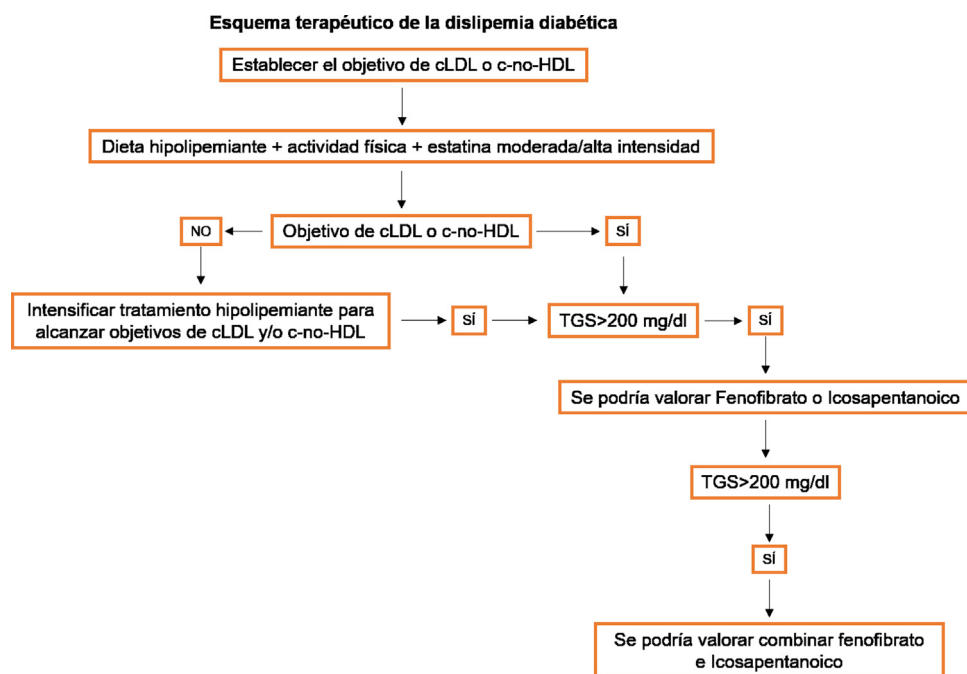 Esquema terapéutico de la dislipemia diabética
Establecer el objetivo de cLDL o c-no-HDL
Dieta hipolipemiante + actividad física + estatina moderada/alta intensidad
NO
Objetivo de cLDL o c-no-HDL
SÍ
Intensificar tratamiento hipolipemiante para
alcanzar objetivos de cLDL y/o c-no-HDL
SÍ
TGS>200 mg/dl
SÍ
Se podría valorar Fenofibrato o Icosapentanoico
TGS>200 mg/dl
SÍ
Se podría valorar combinar fenofibrato
e Icosapentanoico